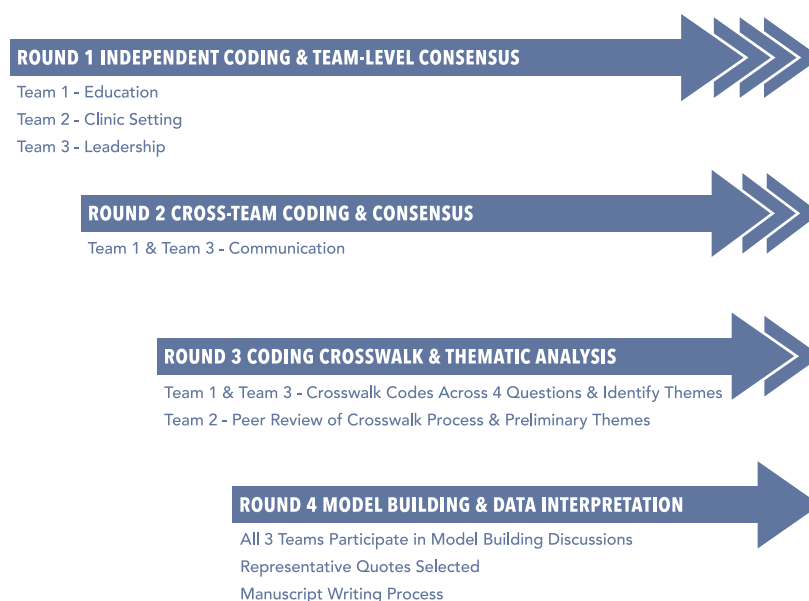 ROUND 1 INDEPENDENT CODING & TEAM-LEVEL CONSENSUS
Team 1 - Education
Team 2 - Clinic Setting
Team 3 - Leadership
ROUND 2 CROSS-TEAM CODING & CONSENSUS
Team 1 & Team 3 - Communication
ROUND 3 CODING CROSSWALK & THEMATIC ANALYSIS
Team 1 & Team 3 - Crosswalk Codes Across 4 Questions & Identify Themes
Team 2 - Peer Review of Crosswalk Process & Preliminary Themes
ROUND 4 MODEL BUILDING & DATA INTERPRETATION
All 3 Teams Participate in Model Building Discussions
Representative Quotes Selected
Manuscript Writing Process